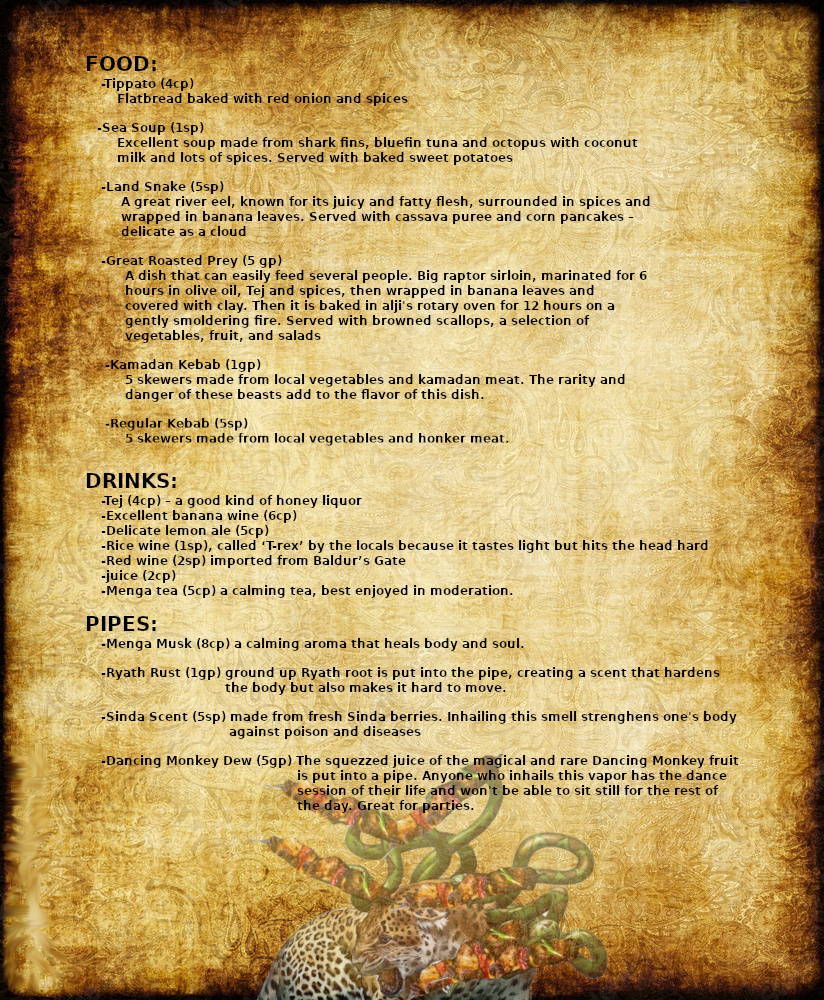 FOOD:
-Tippato (4cp)
Flatbread baked with red onion and spices
-Sea Soup (1sp)
Excellent soup made from shark fins, bluefin tuna and octopus with coconut
milk and lots of spices. Served with baked sweet potatoes
-Land Snake (5sp)
A great river eel, known for its juicy and fatty flesh, surrounded in spices and
wrapped in banana leaves. Served with cassava puree and corn pancakes –
delicate as a cloud
-Great Roasted Prey (5 gp)
A dish that can easily feed several people. Big raptor sirloin, marinated for 6
hours in olive oil, Tej and spices, then wrapped in banana leaves and
covered with clay. Then it is baked in alji's rotary oven for 12 hours on a
gently smoldering fire. Served with browned scallops, a selection of
vegetables, fruit, and salads
-Kamadan Kebab (1gp)
5 skewers made from local vegetables and kamadan meat. The rarity and
danger of these beasts add to the flavor of this dish.
-Regular Kebab (5sp)
5 skewers made from local vegetables and honker meat.
DRINKS:
-Tej (4cp) – a good kind of honey liquor
-Excellent banana wine (6cp)
-Delicate lemon ale (5cp)
-Rice wine (1sp), called ‘T-rex’ by the locals because it tastes light but hits the head hard
-Red wine (2sp) imported from Baldur’s Gate
-juice (2cp)
-Menga tea (5cp) a calming tea, best enjoyed in moderation.
PIPES:
-Menga Musk (8cp) a calming aroma that heals body and soul.
-Ryath Rust (1gp) ground up Ryath root is put into the pipe, creating a scent that hardens
the body but also makes it hard to move.
-Sinda Scent (5sp) made from fresh Sinda berries. Inhailing this smell strenghens one's body
against poison and diseases
-Dancing Monkey Dew (5gp) The squezzed juice of the magical and rare Dancing Monkey fruit
is put into a pipe. Anyone who inhails this vapor has the dance
session of their life and won't be able to sit still for the rest of
the day. Great for parties.